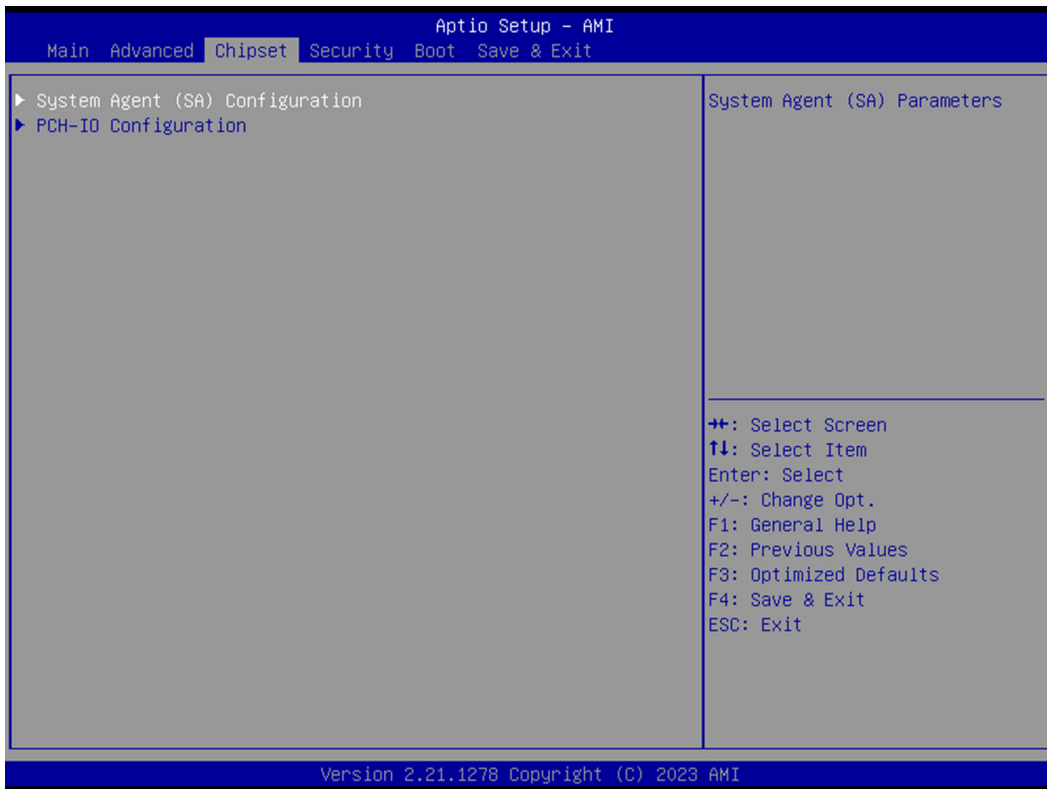 Aptio Setup – AMI
Main Advanced Chipset Security Boot Save & Exit
▶ System Agent (SA) Configuration
▶ PCH-IO Configuration
System Agent (SA) Parameters
→←: Select Screen
↑↓: Select Item
Enter: Select
+/-: Change Opt.
F1: General Help
F2: Previous Values
F3: Optimized Defaults
F4: Save & Exit
ESC: Exit
Version 2.21.1278 Copyright (C) 2023 AMI